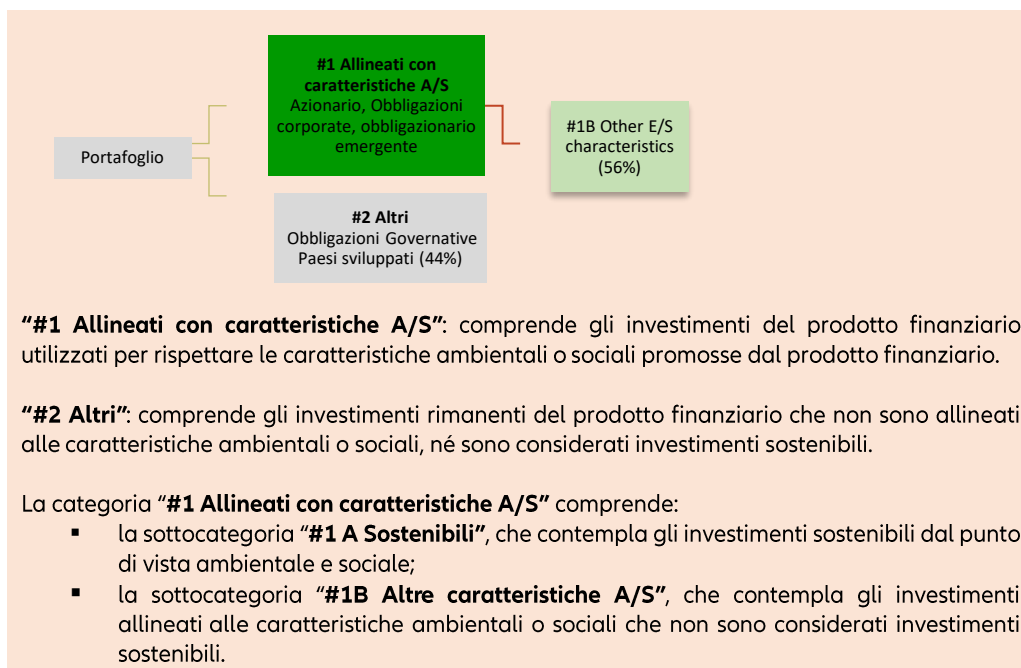 Portafoglio
#1 Allineati con
caratteristiche A/S
Azionario, Obbligazioni
corporate, obbligazionario
emergente
#1B Other E/S
characteristics
(56%)
#2 Altri
Obbligazioni Governative
Paesi sviluppati (44%)
“#1 Allineati con caratteristiche A/S”: comprende gli investimenti del prodotto finanziario
utilizzati per rispettare le caratteristiche ambientali o sociali promosse dal prodotto finanziario.
“#2 Altri”: comprende gli investimenti rimanenti del prodotto finanziario che non sono allineati
alle caratteristiche ambientali o sociali, né sono considerati investimenti sostenibili.
La categoria “#1 Allineati con caratteristiche A/S” comprende:
▪ la sottocategoria “#1 A Sostenibili”, che contempla gli investimenti sostenibili dal punto
di vista ambientale e sociale;
▪ la sottocategoria “#1B Altre caratteristiche A/S”, che contempla gli investimenti
allineati alle caratteristiche ambientali o sociali che non sono considerati investimenti
sostenibili.